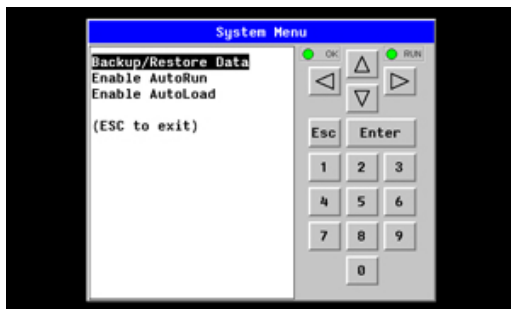 System Menu
Backup/Restore Data
Enable AutoRun
Enable AutoLoad
(ESC to exit)
OK
RUN
Esc
Enter
1 2 3
4 5 6
7 8 9
0